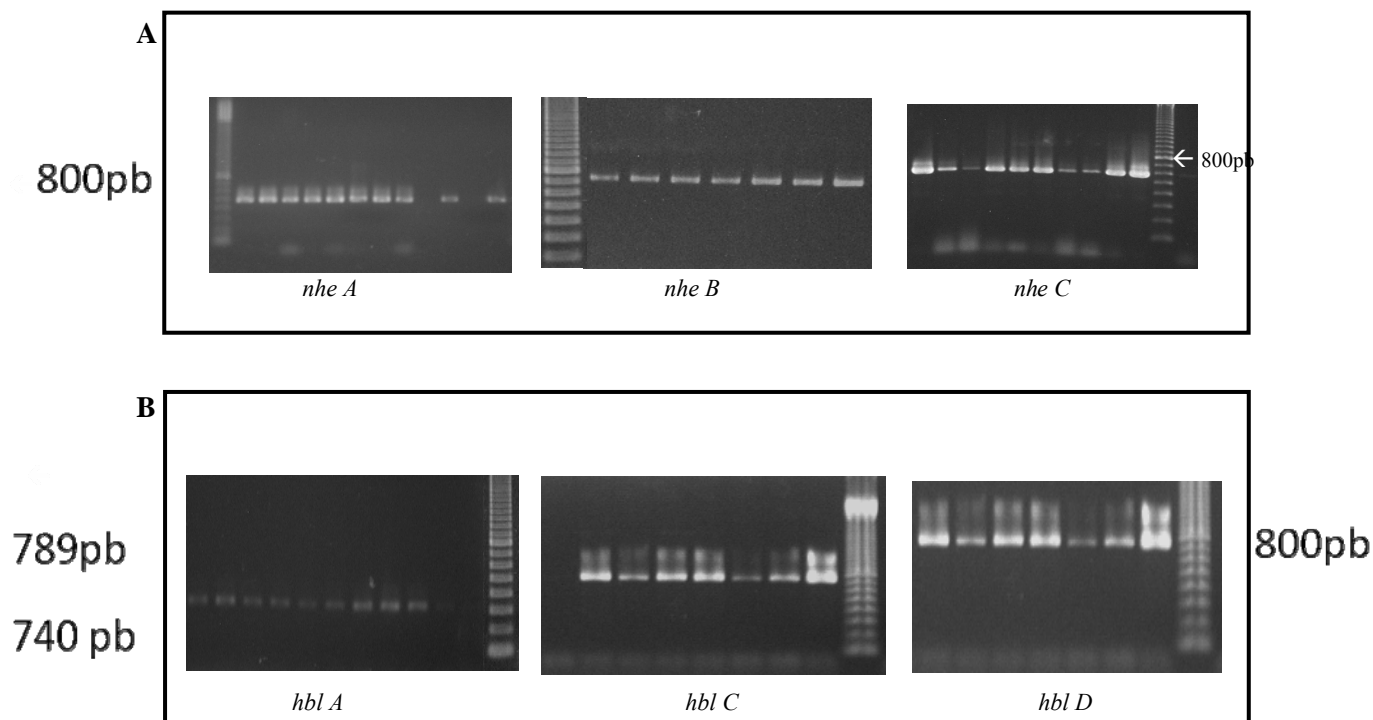 A
800pb
800pb
nhe A nhe B nhe C
B
789pb
800pb
740 pb
hbl A hbl C hbl D